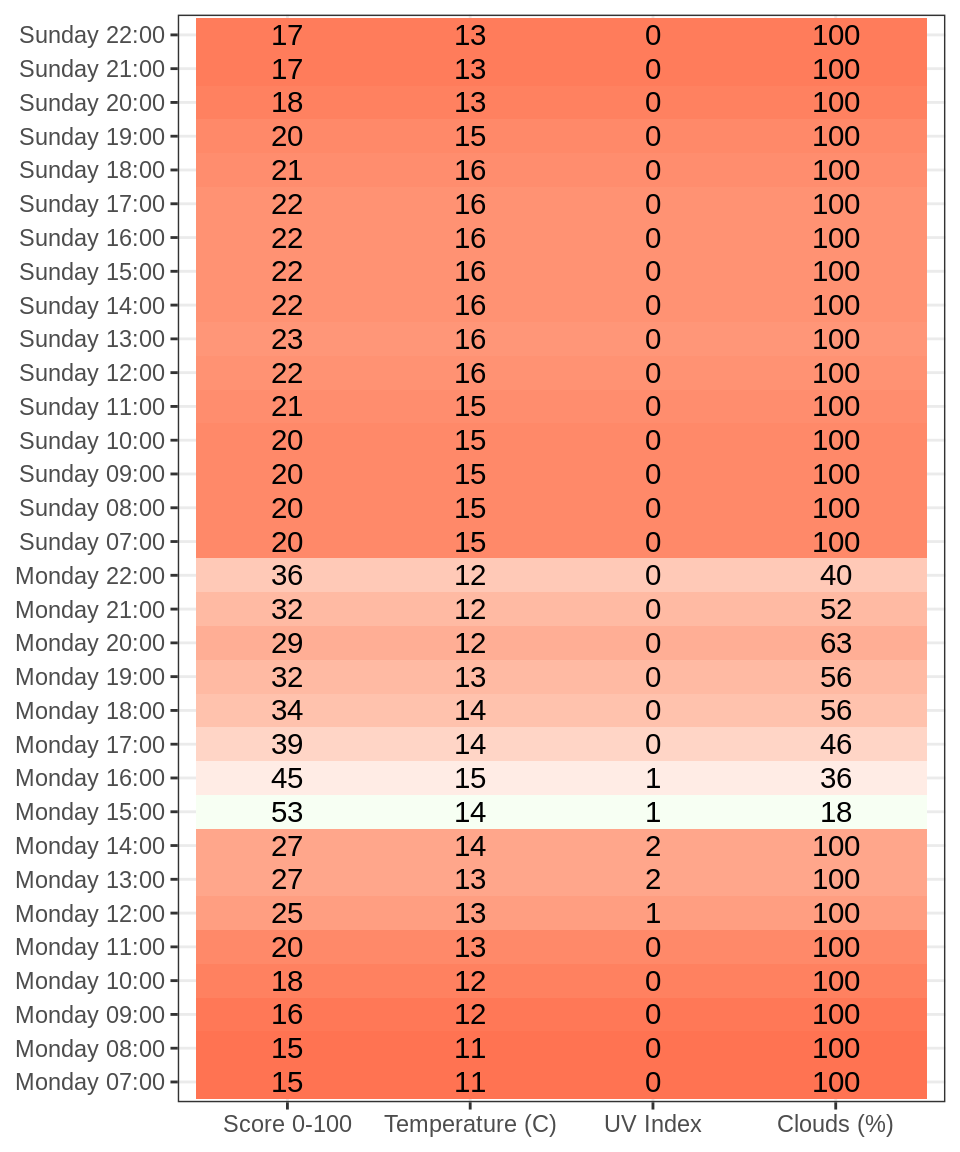 Sunday 22:00 17 13 0 100
Sunday 21:00 17 13 0 100
Sunday 20:00 18 13 0 100
Sunday 19:00 20 15 0 100
Sunday 18:00 21 16 0 100
Sunday 17:00 22 16 0 100
Sunday 16:00 22 16 0 100
Sunday 15:00 22 16 0 100
Sunday 14:00 22 16 0 100
Sunday 13:00 23 16 0 100
Sunday 12:00 22 16 0 100
Sunday 11:00 21 15 0 100
Sunday 10:00 20 15 0 100
Sunday 09:00 20 15 0 100
Sunday 08:00 20 15 0 100
Sunday 07:00 20 15 0 100
Monday 22:00 36 12 0 40
Monday 21:00 32 12 0 52
Monday 20:00 29 12 0 63
Monday 19:00 32 13 0 56
Monday 18:00 34 14 0 56
Monday 17:00 39 14 0 46
Monday 16:00 45 15 1 36
Monday 15:00 53 14 1 18
Monday 14:00 27 14 2 100
Monday 13:00 27 13 2 100
Monday 12:00 25 13 1 100
Monday 11:00 20 13 0 100
Monday 10:00 18 12 0 100
Monday 09:00 16 12 0 100
Monday 08:00 15 11 0 100
Monday 07:00 15 11 0 100
Score 0-100 Temperature (C) UV Index Clouds (%)